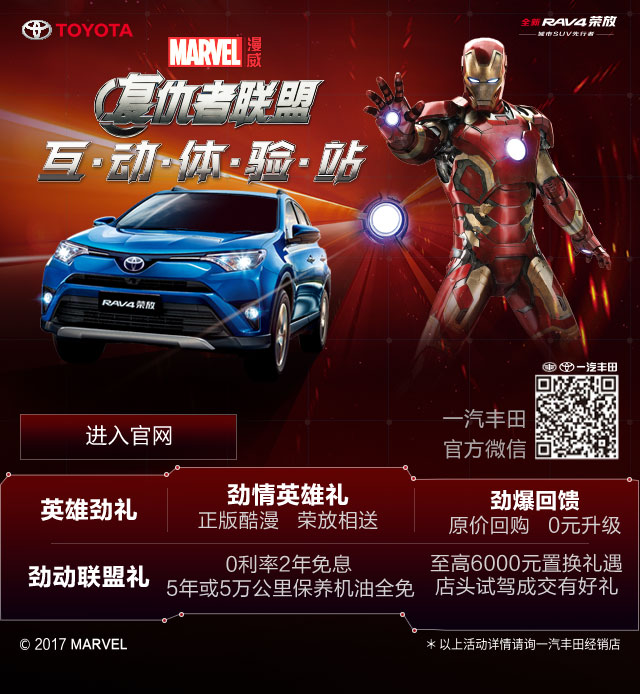 TOYOTA
全新 RAV4荣放
城市SUV先行者
MARVEL 漫威
复仇者联盟
互·动·体·验·站
RAV4荣放
一汽丰田
一汽丰田
官方微信
进入官网
英雄劲礼
劲情英雄礼
正版酷漫 荣放相送
劲爆回馈
原价回购 0元升级
劲动联盟礼
0利率2年免息
5年或5万公里保养机油全免
至高6000元置换礼遇
店头试驾成交有好礼
© 2017 MARVEL
*以上活动详情请询一汽丰田经销店